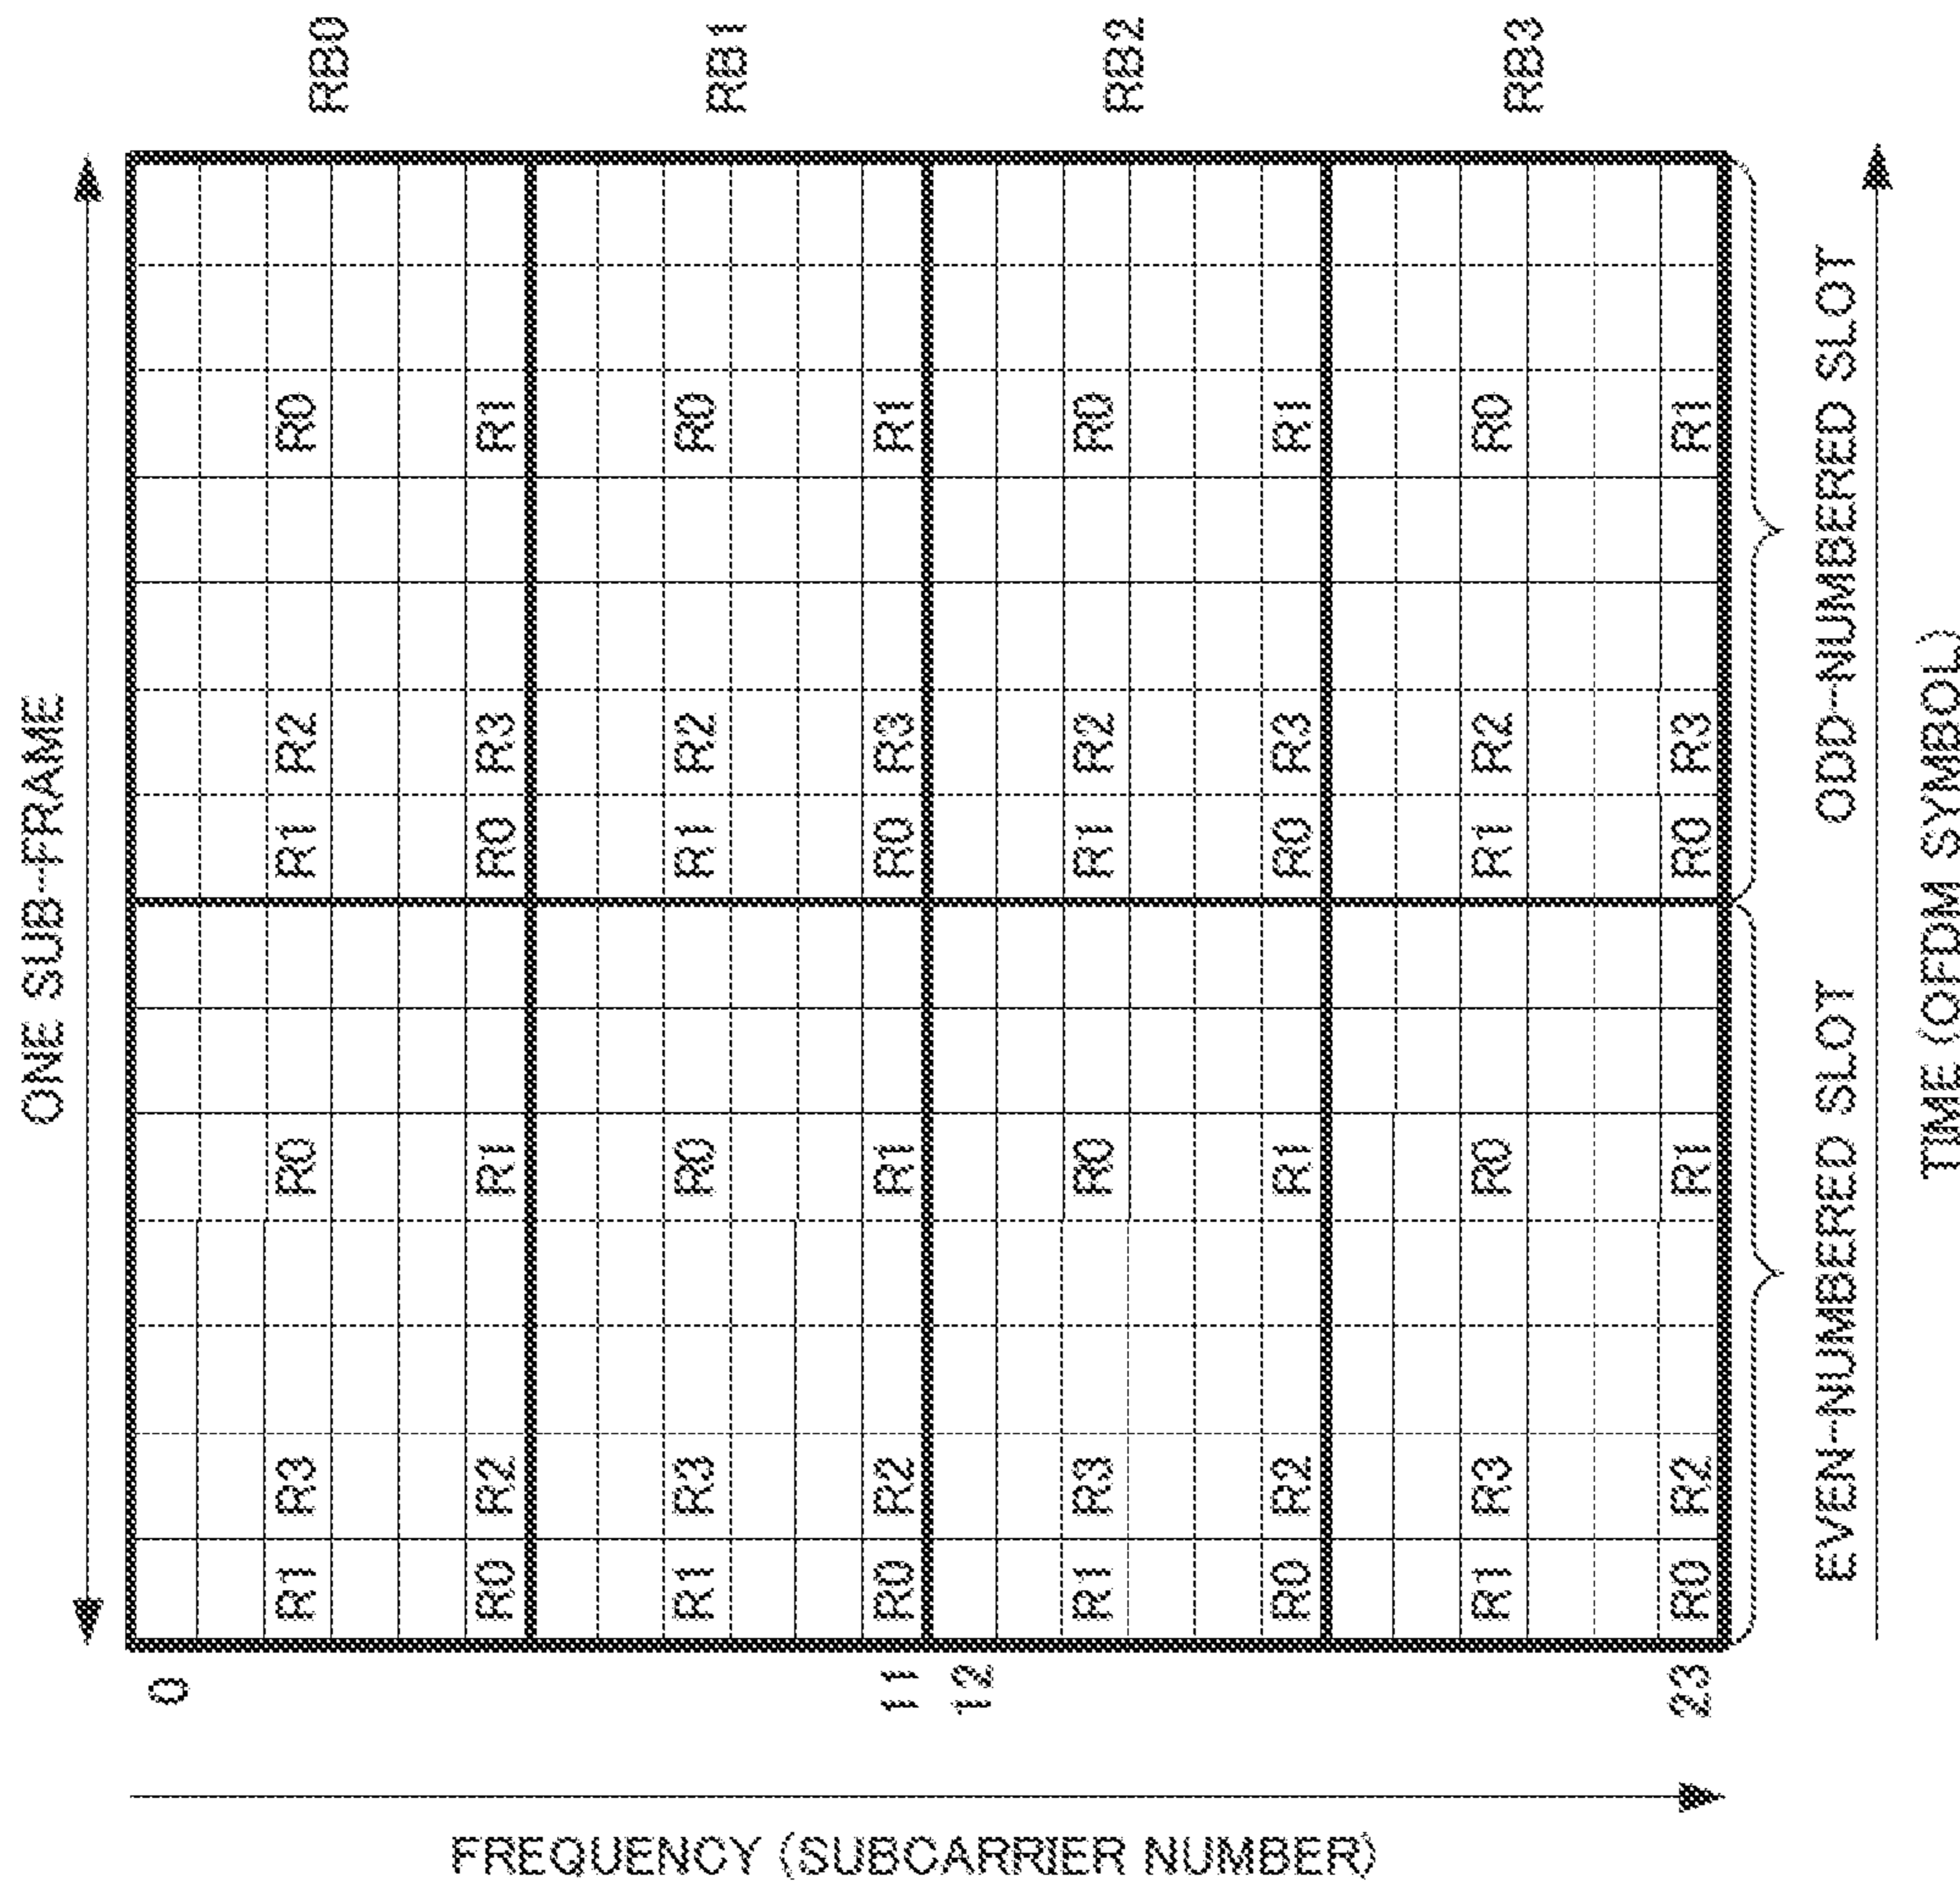 ONE SUB-FRAME
0
R1 R3 R0 R1 R2 R0
RB0
R0 R2 R1 R0 R3 R1
R1 R3 R0 R1 R2 R0
RB1
11 R0 R2 R1 R0 R3 R1
12
R1 R3 R0 R1 R2 R0
RB2
R0 R2 R1 R0 R3 R1
R1 R3 R0 R1 R2 R0
RB3
23 R0 R2 R1 R0 R3 R1
EVEN-NUMBERED SLOT ODD-NUMBERED SLOT
TIME (OFDM SYMBOL)
FREQUENCY (SUBCARRIER NUMBER)